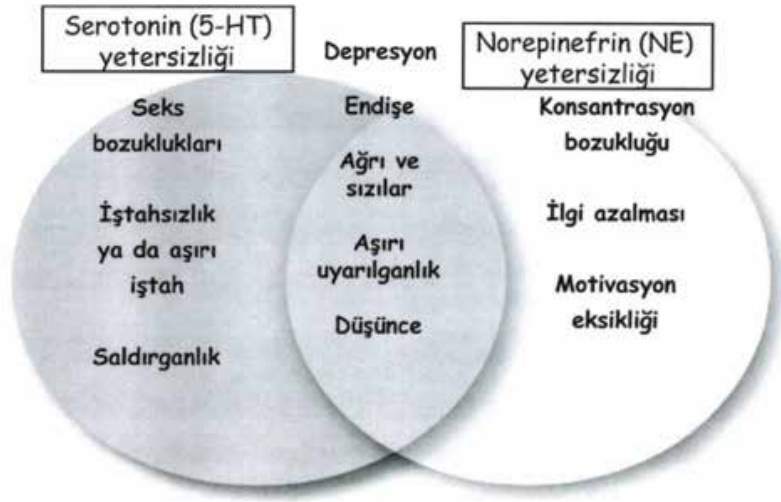 Serotonin (5-HT)
yetersizliği
Depresyon
Norepinefrin (NE)
yetersizliği
Seks
bozuklukları
İştahsızlık
ya da aşırı
iştah
Saldırganlık
Endişe
Ağrı ve
sızılar
Aşırı
uyarılganlık
Düşünce
Konsantrasyon
bozukluğu
İlgi azalması
Motivasyon
eksikliği